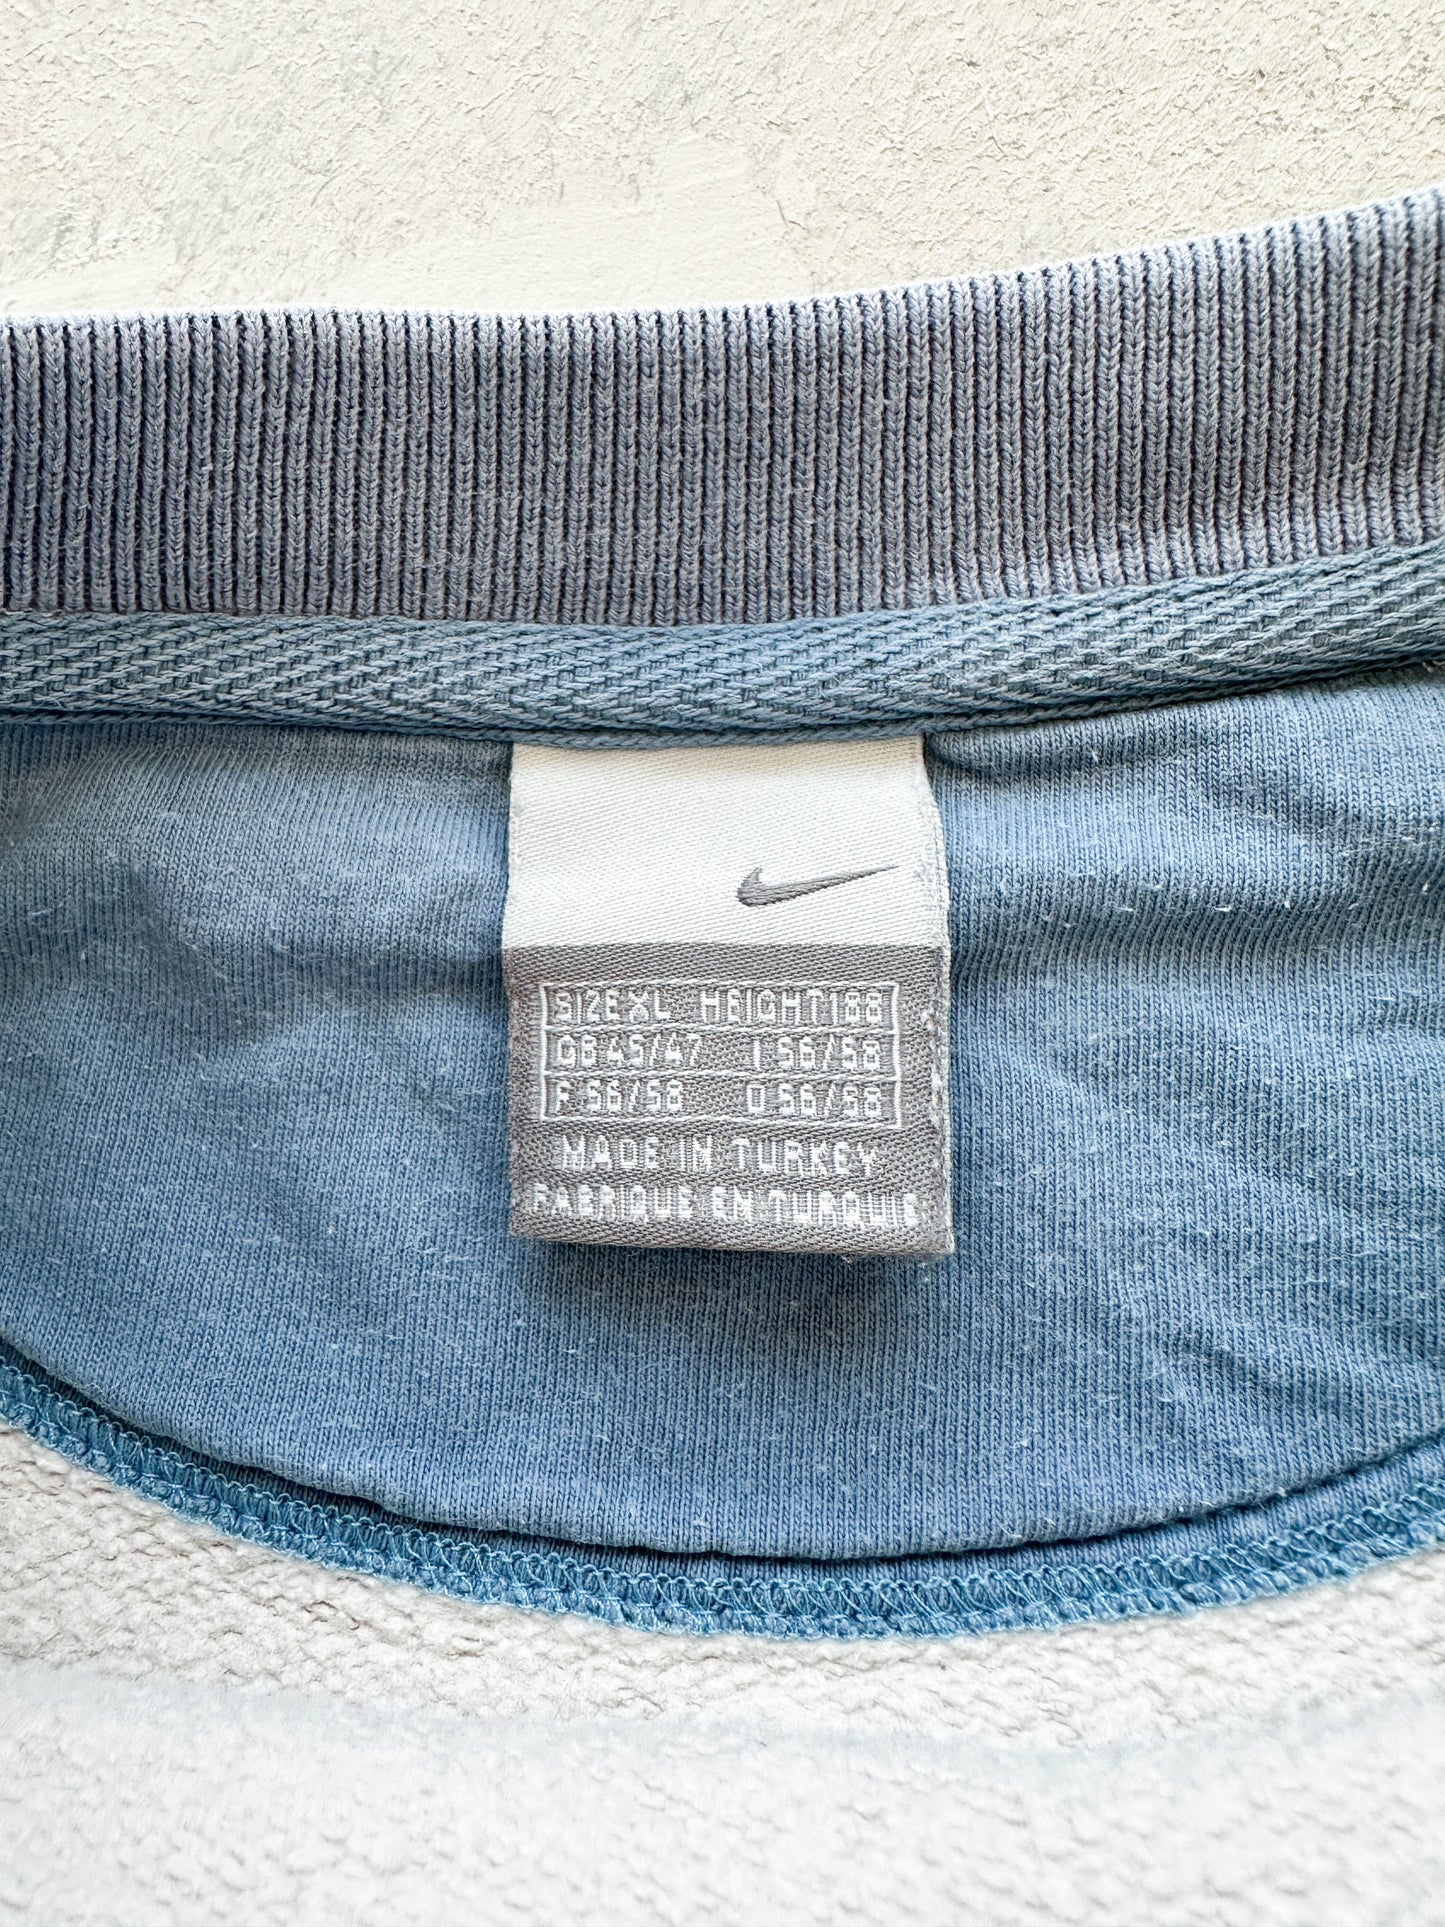 SIZE XL HEIGHT 188
GB 45/47 I 56/58
F 56/58 D 56/58
MADE IN TURKEY
FABRIQUE EN TURQUIE